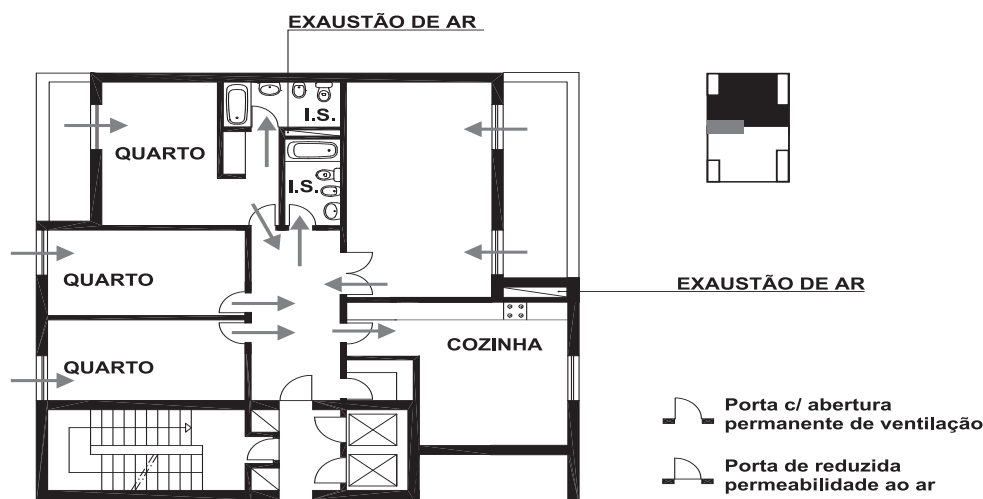 EXAUSTÃO DE AR
I.S.
QUARTO
I.S.
QUARTO
EXAUSTÃO DE AR
COZINHA
QUARTO
Porta c/ abertura
permanente de ventilação
Porta de reduzida
permeabilidade ao ar